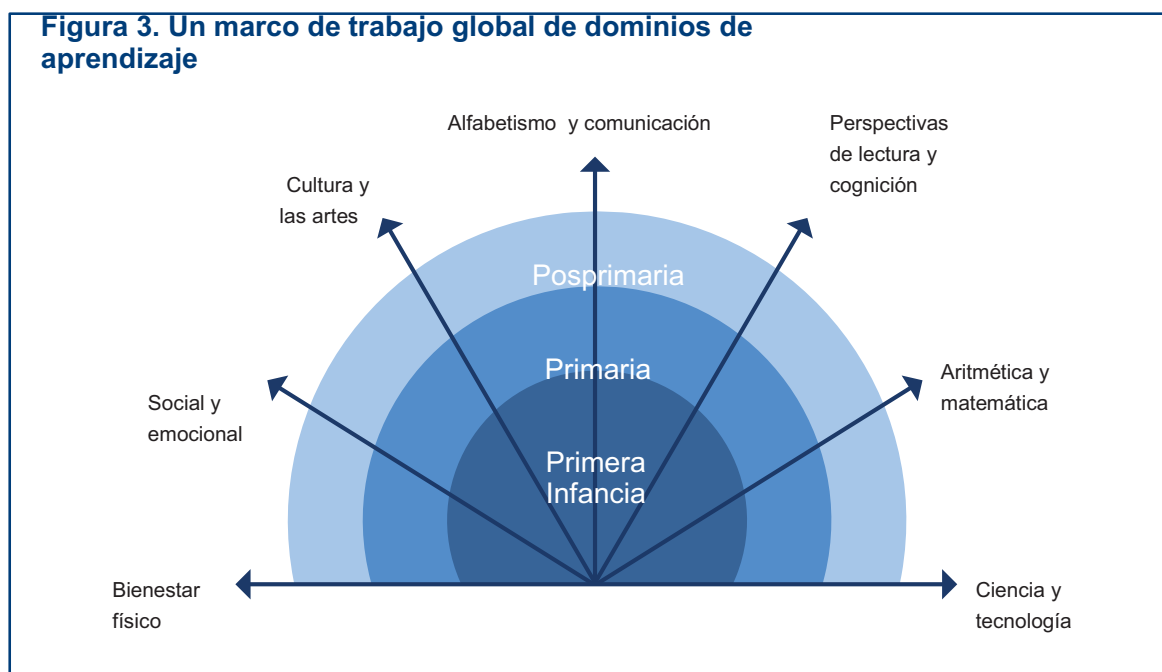 Figura 3. Un marco de trabajo global de dominios de
aprendizaje
Alfabetismo y comunicación
Perspectivas
de lectura y
cognición
Cultura y
las artes
Posprimaria
Primaria
Aritmética y
matemática
Social y
emocional
Primera
Infancia
Bienestar
físico
Ciencia y
tecnología